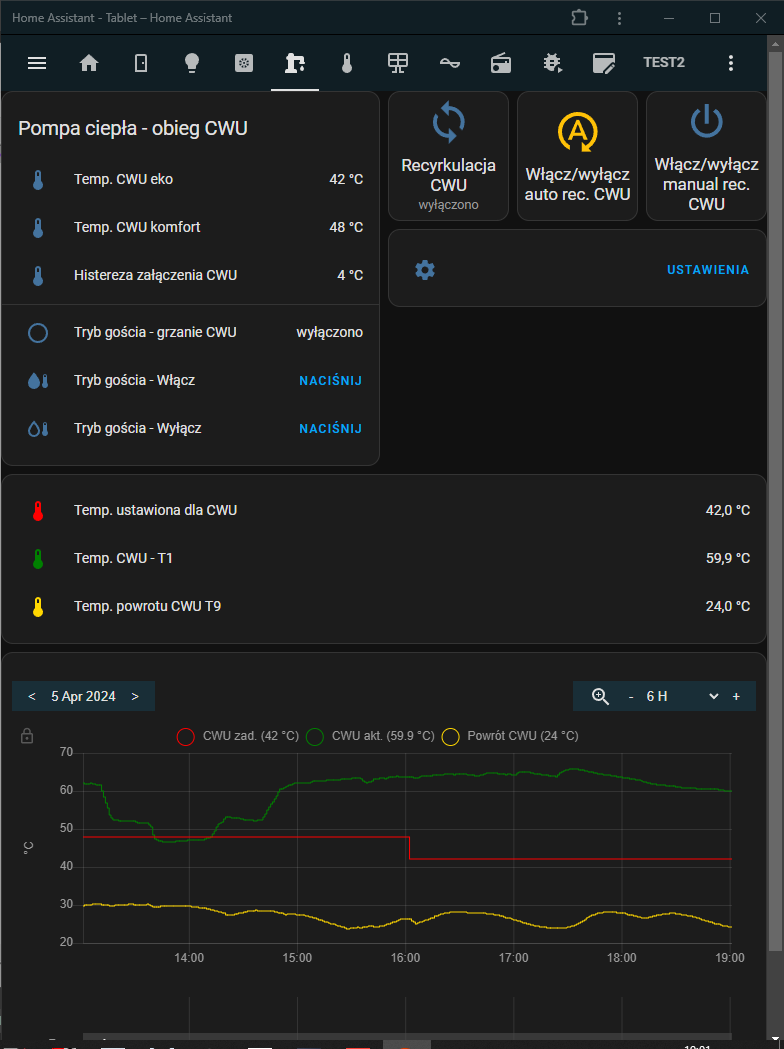 Home Assistant - Tablet – Home Assistant
TEST2
Pompa ciepła - obieg CWU
Temp. CWU eko 42 °C
Temp. CWU komfort 48 °C
Histereza załączenia CWU 4 °C
Tryb gościa - grzanie CWU wyłączono
Tryb gościa - Włącz NACIŚNIJ
Tryb gościa - Wyłącz NACIŚNIJ
Recyrkulacja
CWU
wyłączono
A
Włącz/wyłącz
auto rec. CWU
Włącz/wyłącz
manual rec.
CWU
USTAWIENIA
Temp. ustawiona dla CWU 42,0 °C
Temp. CWU - T1 59,9 °C
Temp. powrotu CWU T9 24,0 °C
< 5 Apr 2024 >
- 6 H +
CWU zad. (42 °C) CWU akt. (59.9 °C) Powrót CWU (24 °C)
°C
70
60
50
40
30
20
14:00 15:00 16:00 17:00 18:00 19:00